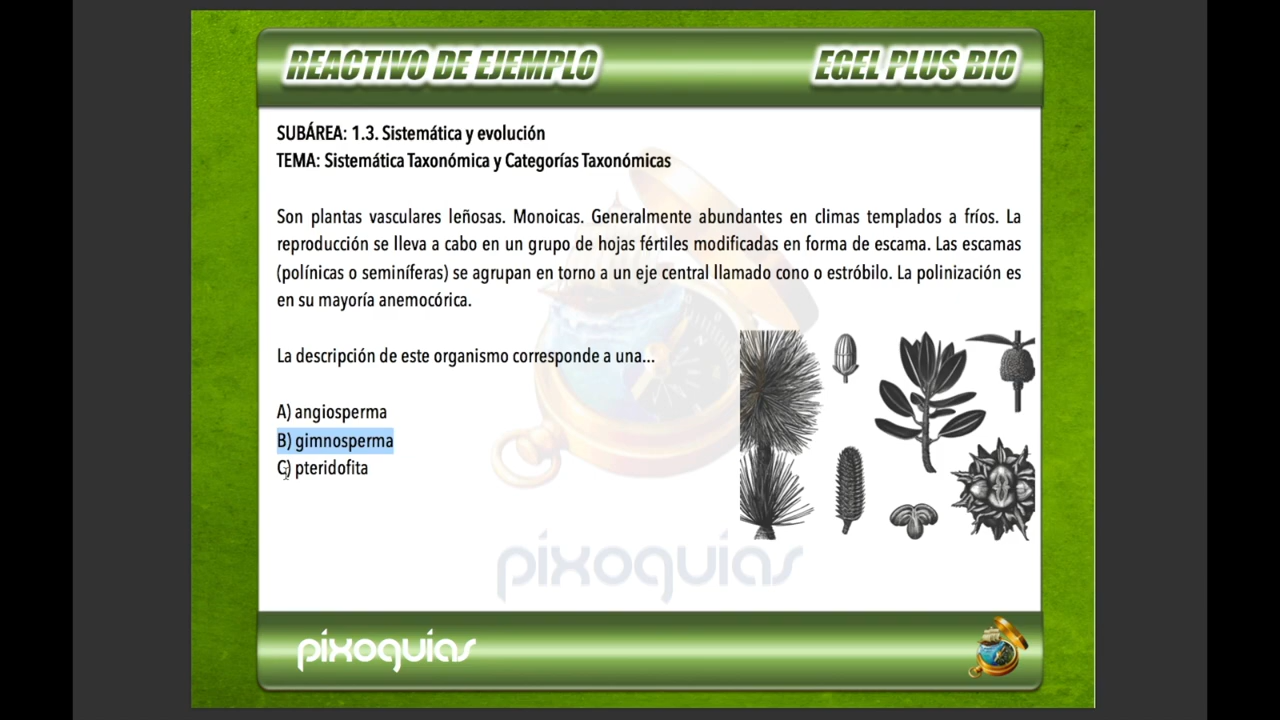 REACTIVO DE EJEMPLO
EGEL PLUS BIO
SUBÁREA: 1.3. Sistemática y evolución
TEMA: Sistemática Taxonómica y Categorías Taxonómicas
Son plantas vasculares leñosas. Monoicas. Generalmente abundantes en climas templados a fríos. La
reproducción se lleva a cabo en un grupo de hojas fértiles modificadas en forma de escama. Las escamas
(polínicas o seminíferas) se agrupan en torno a un eje central llamado cono o estróbilo. La polinización es
en su mayoría anemocórica.
La descripción de este organismo corresponde a una...
A) angiosperma
B) gimnosperma
C) pteridofita
pixoguias
pixoguias